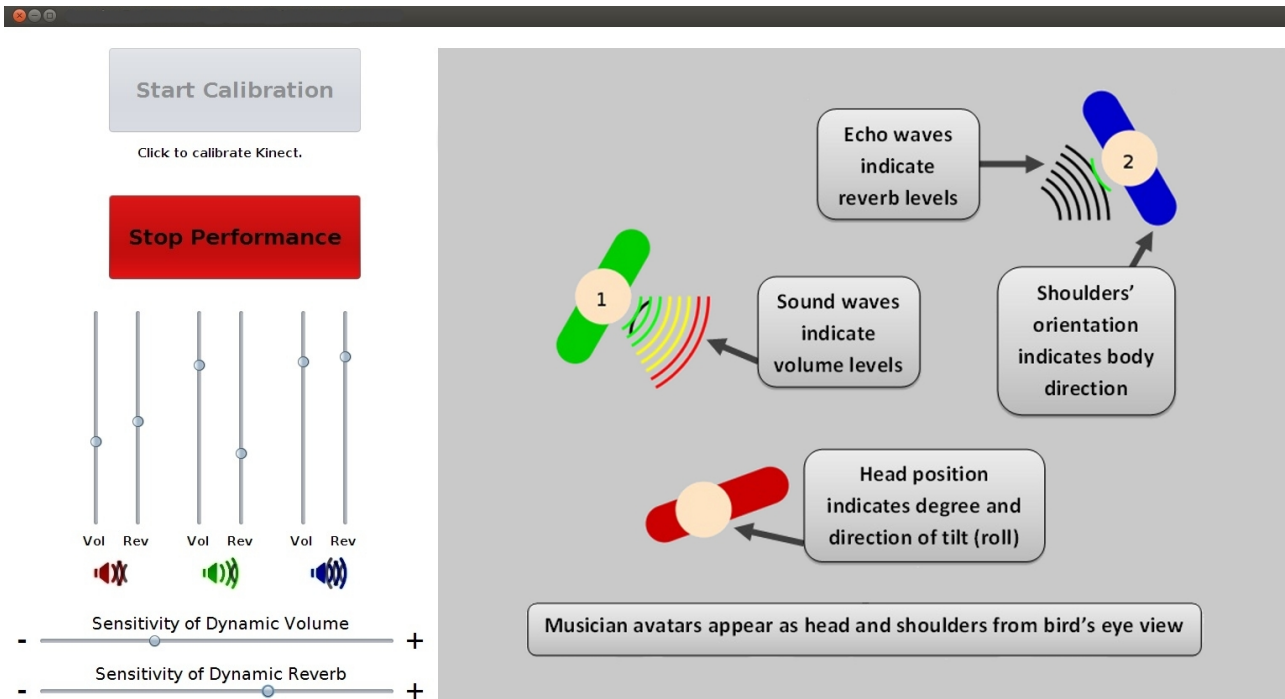 Start Calibration
Click to calibrate Kinect.
Stop Performance
Vol Rev Vol Rev Vol Rev
Sensitivity of Dynamic Volume
- +
Sensitivity of Dynamic Reverb
- +
Echo waves
indicate
reverb levels
2
1
Sound waves
indicate
volume levels
Shoulders’
orientation
indicates body
direction
Head position
indicates degree and
direction of tilt (roll)
Musician avatars appear as head and shoulders from bird’s eye view